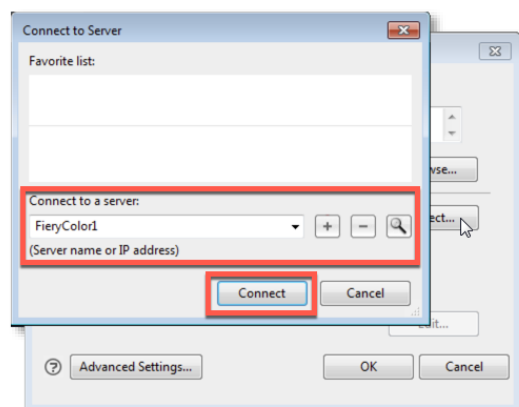 Connect to Server
Favorite list:
Connect to a server:
FieryColor1
(Server name or IP address)
Connect
Cancel
Advanced Settings...
OK
Cancel